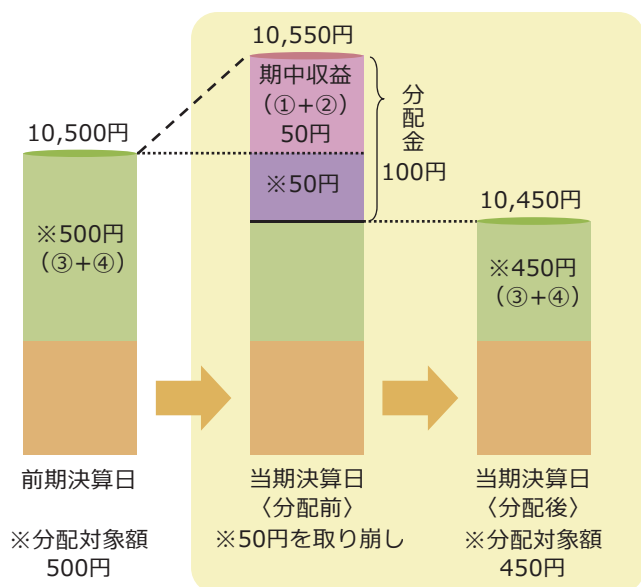 10,550円
期中収益
（①+②）
50円
分配金
100円
10,500円
※50円
10,450円
※500円
（③+④）
※450円
（③+④）
前期決算日
当期決算日
〈分配前〉
当期決算日
〈分配後〉
※分配対象額
500円
※50円を取り崩し
※分配対象額
450円